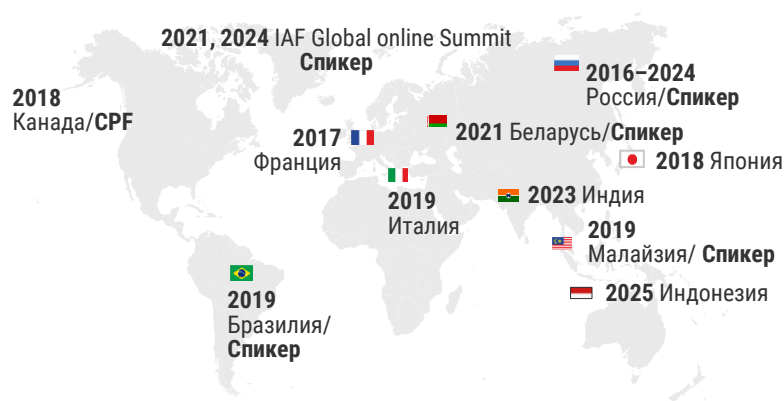 2021, 2024 IAF Global online Summit
Спикер
2016–2024
Россия/Спикер
2018
Канада/CPF
2017
Франция
2021 Беларусь/Спикер
2018 Япония
2019
Италия
2023 Индия
2019
Малайзия/ Спикер
2019
Бразилия/
Спикер
2025 Индонезия